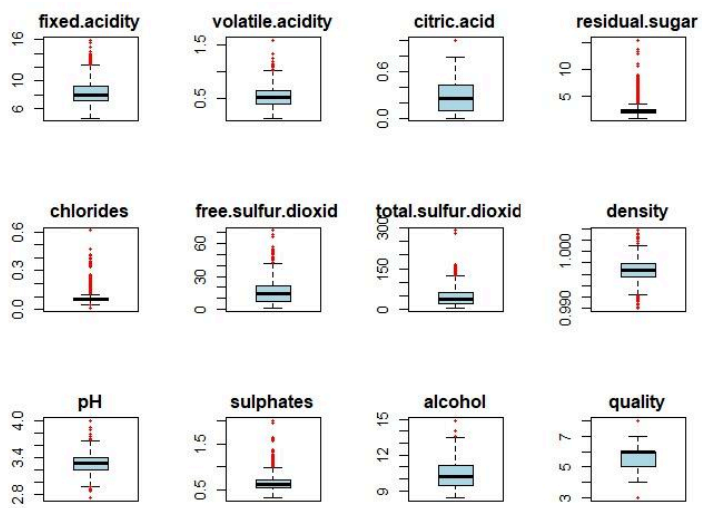 fixed.acidity volatile.acidity citric.acid residual.sugar
6 10 16
0.5 1.5
0.0 0.6
5 10
chlorides free.sulfur.dioxid total.sulfur.dioxid density
0.0 0.3 0.6
0 30 60
0 150 300
0.990 1.000
pH sulphates alcohol quality
2.8 3.4 4.0
0.5 1.5
9 12 15
3 5 7